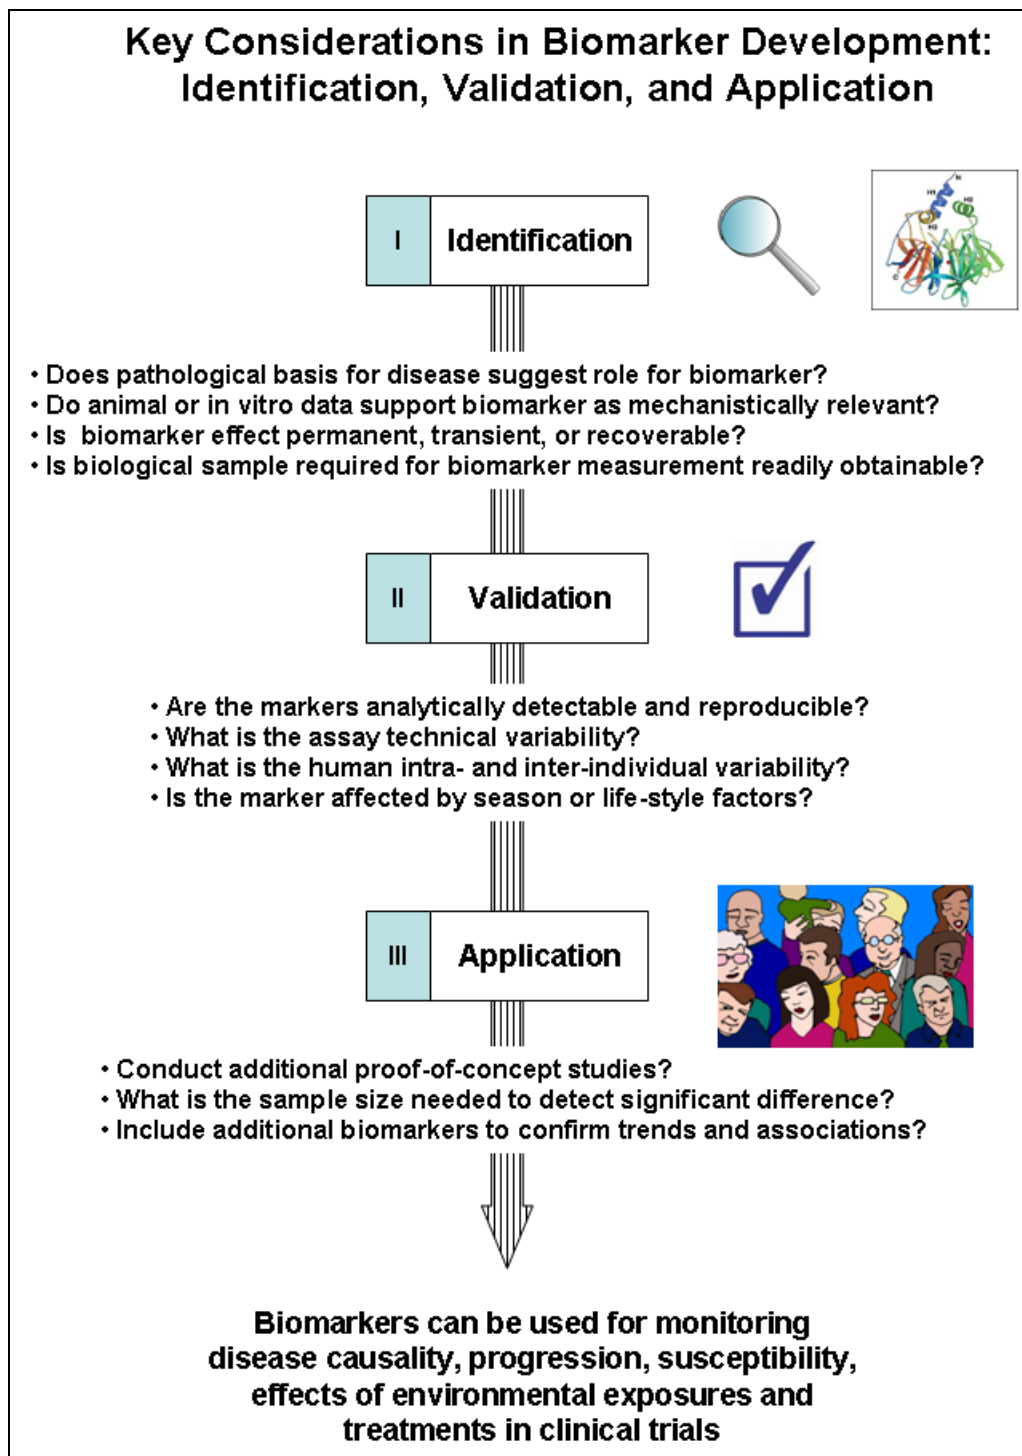 Key Considerations in Biomarker Development:
Identification, Validation, and Application
I Identification
N
H1
H2
H3
C
• Does pathological basis for disease suggest role for biomarker?
• Do animal or in vitro data support biomarker as mechanistically relevant?
• Is biomarker effect permanent, transient, or recoverable?
• Is biological sample required for biomarker measurement readily obtainable?
II Validation
• Are the markers analytically detectable and reproducible?
• What is the assay technical variability?
• What is the human intra- and inter-individual variability?
• Is the marker affected by season or life-style factors?
III Application
• Conduct additional proof-of-concept studies?
• What is the sample size needed to detect significant difference?
• Include additional biomarkers to confirm trends and associations?
Biomarkers can be used for monitoring
disease causality, progression, susceptibility,
effects of environmental exposures and
treatments in clinical trials